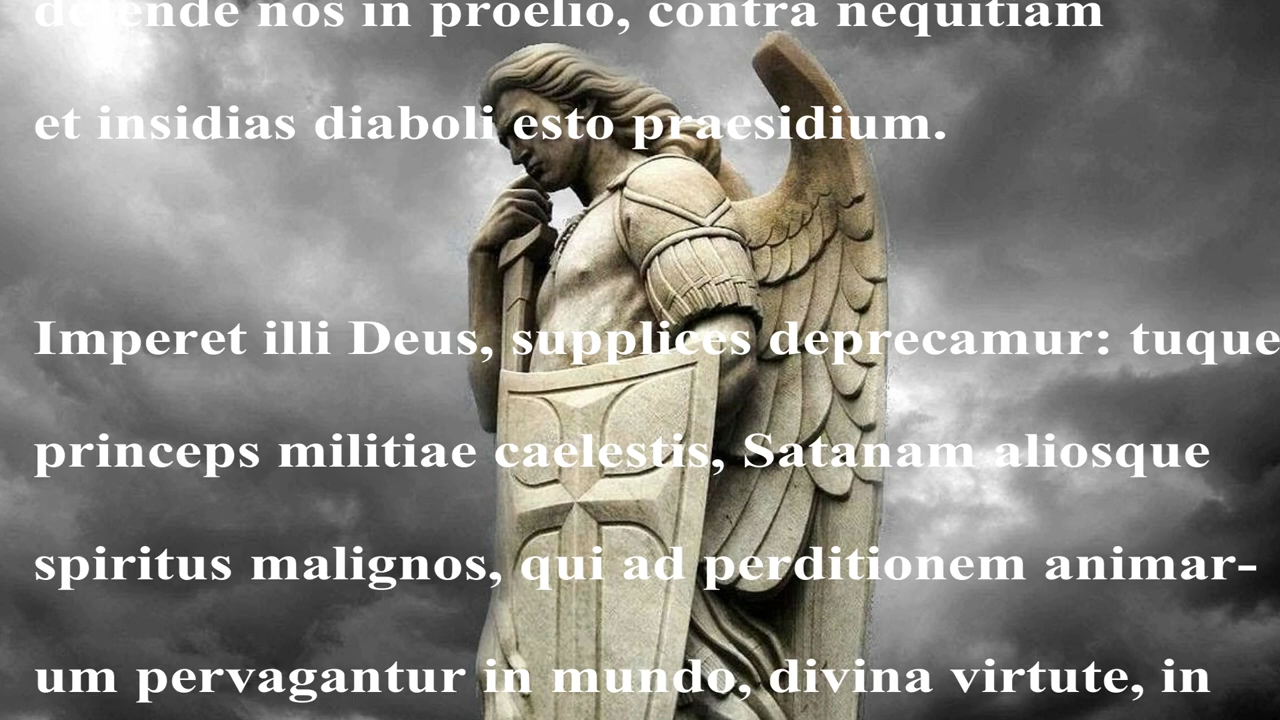 defende nos in proelio, contra nequitiam
et insidias diaboli esto praesidium.
Imperet illi Deus, supplices deprecamur: tuque
princeps militiae caelestis, Satanam aliosque
spiritus malignos, qui ad perditionem animar-
um pervagantur in mundo, divina virtute, in